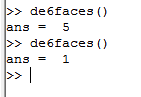 >> de6faces()
ans =  5
>> de6faces()
ans =  1
>>